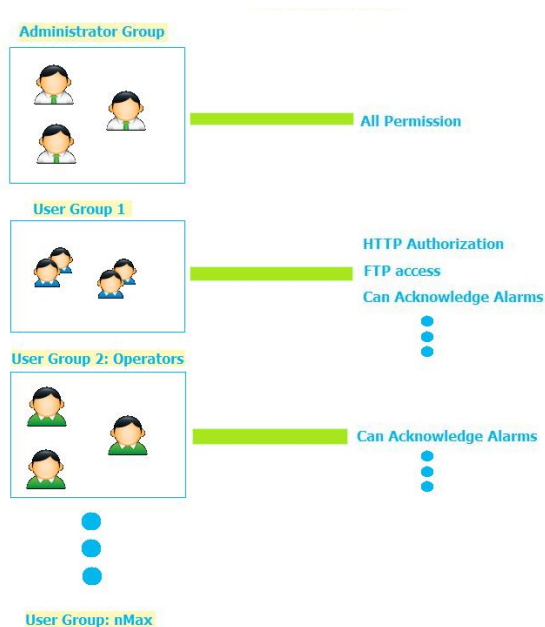 Administrator Group
All Permission
User Group 1
HTTP Authorization
FTP access
Can Acknowledge Alarms
User Group 2: Operators
Can Acknowledge Alarms
User Group: nMax